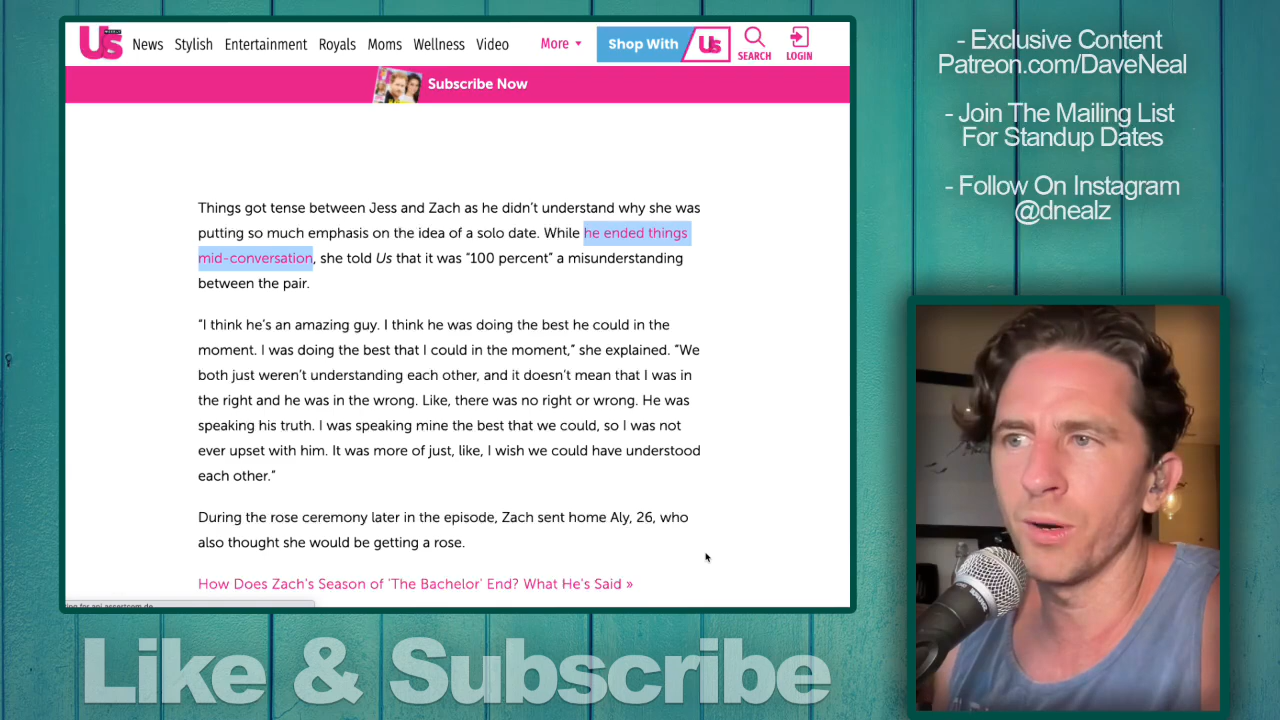 Us WEEKLY
News Stylish Entertainment Royals Moms Wellness Video More Shop With Us SEARCH LOGIN
Subscribe Now
Things got tense between Jess and Zach as he didn’t understand why she was
putting so much emphasis on the idea of a solo date. While he ended things
mid-conversation, she told Us that it was “100 percent” a misunderstanding
between the pair.
“I think he’s an amazing guy. I think he was doing the best he could in the
moment. I was doing the best that I could in the moment,” she explained. “We
both just weren’t understanding each other, and it doesn’t mean that I was in
the right and he was in the wrong. Like, there was no right or wrong. He was
speaking his truth. I was speaking mine the best that we could, so I was not
ever upset with him. It was more of just, like, I wish we could have understood
each other.”
During the rose ceremony later in the episode, Zach sent home Aly, 26, who
also thought she would be getting a rose.
How Does Zach’s Season of ‘The Bachelor’ End? What He’s Said »
- Exclusive Content
Patreon.com/DaveNeal
- Join The Mailing List
For Standup Dates
- Follow On Instagram
@dnealz
Like & Subscribe